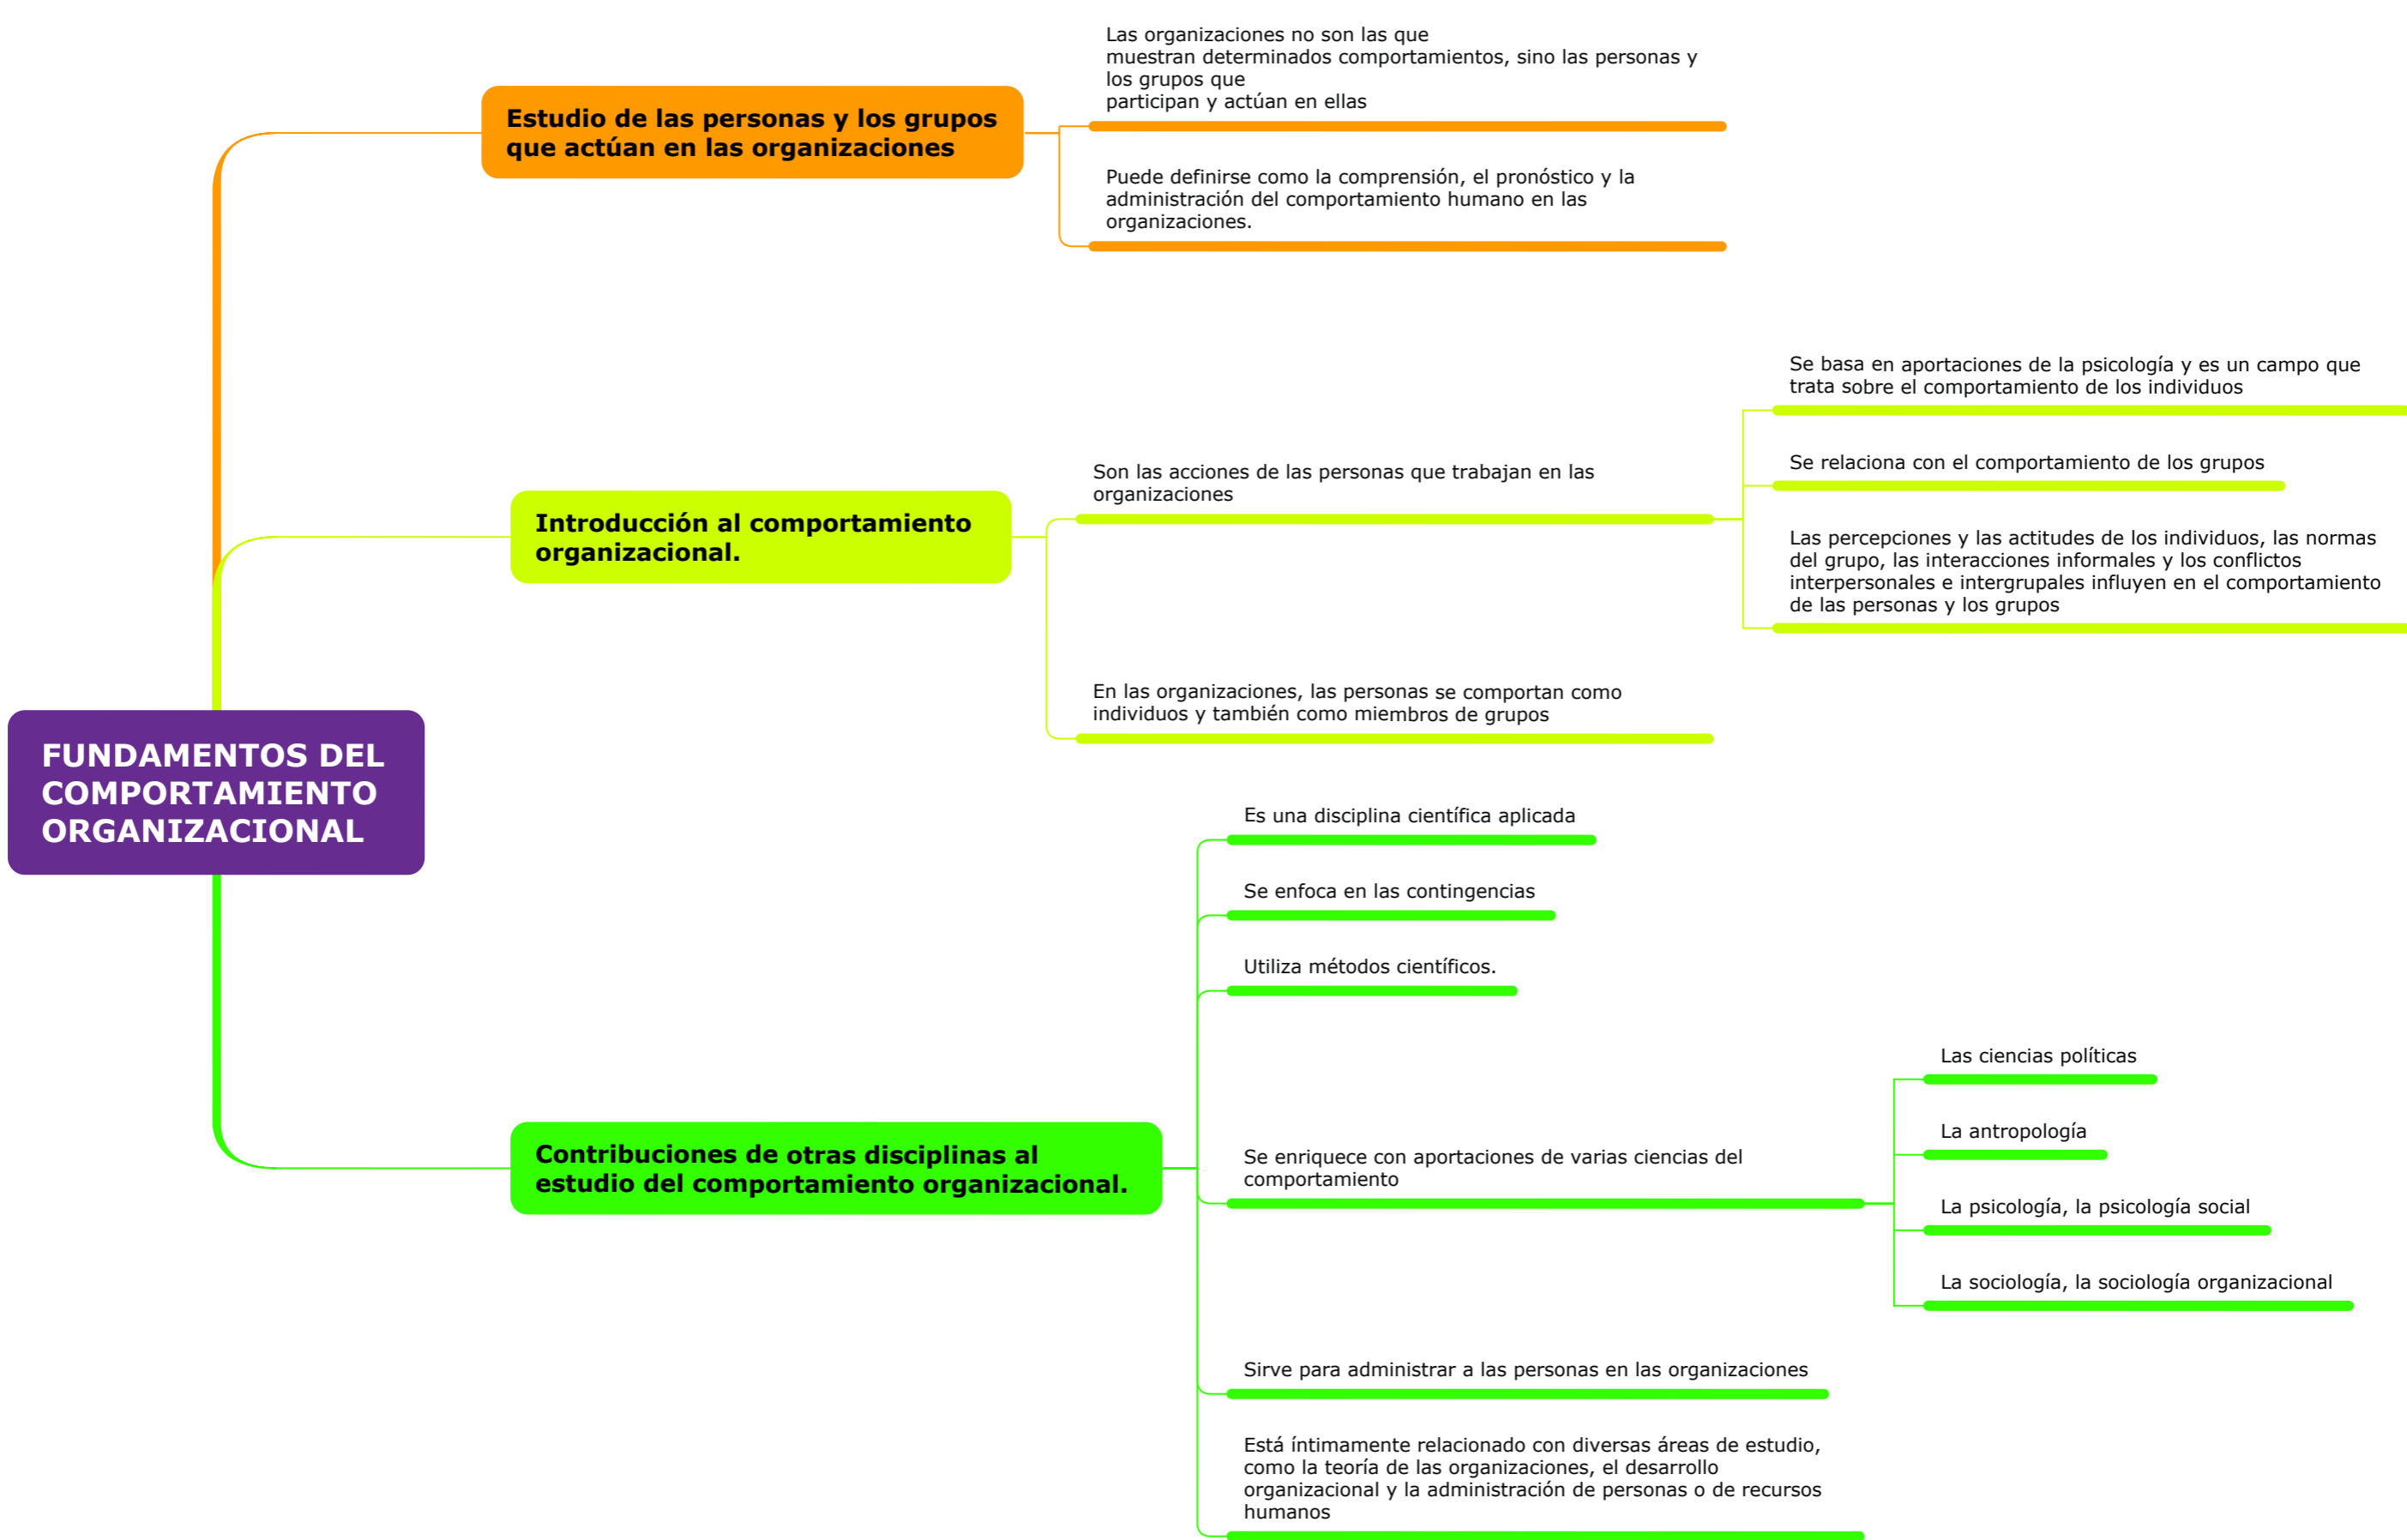 FUNDAMENTOS DEL
COMPORTAMIENTO
ORGANIZACIONAL
Estudio de las personas y los grupos
que actúan en las organizaciones
Las organizaciones no son las que
muestran determinados comportamientos, sino las personas y
los grupos que
participan y actúan en ellas
Puede definirse como la comprensión, el pronóstico y la
administración del comportamiento humano en las
organizaciones.
Introducción al comportamiento
organizacional.
Son las acciones de las personas que trabajan en las
organizaciones
Se basa en aportaciones de la psicología y es un campo que
trata sobre el comportamiento de los individuos
Se relaciona con el comportamiento de los grupos
Las percepciones y las actitudes de los individuos, las normas
del grupo, las interacciones informales y los conflictos
interpersonales e intergrupales influyen en el comportamiento
de las personas y los grupos
En las organizaciones, las personas se comportan como
individuos y también como miembros de grupos
Contribuciones de otras disciplinas al
estudio del comportamiento organizacional.
Es una disciplina científica aplicada
Se enfoca en las contingencias
Utiliza métodos científicos.
Se enriquece con aportaciones de varias ciencias del
comportamiento
Las ciencias políticas
La antropología
La psicología, la psicología social
La sociología, la sociología organizacional
Sirve para administrar a las personas en las organizaciones
Está íntimamente relacionado con diversas áreas de estudio,
como la teoría de las organizaciones, el desarrollo
organizacional y la administración de personas o de recursos
humanos